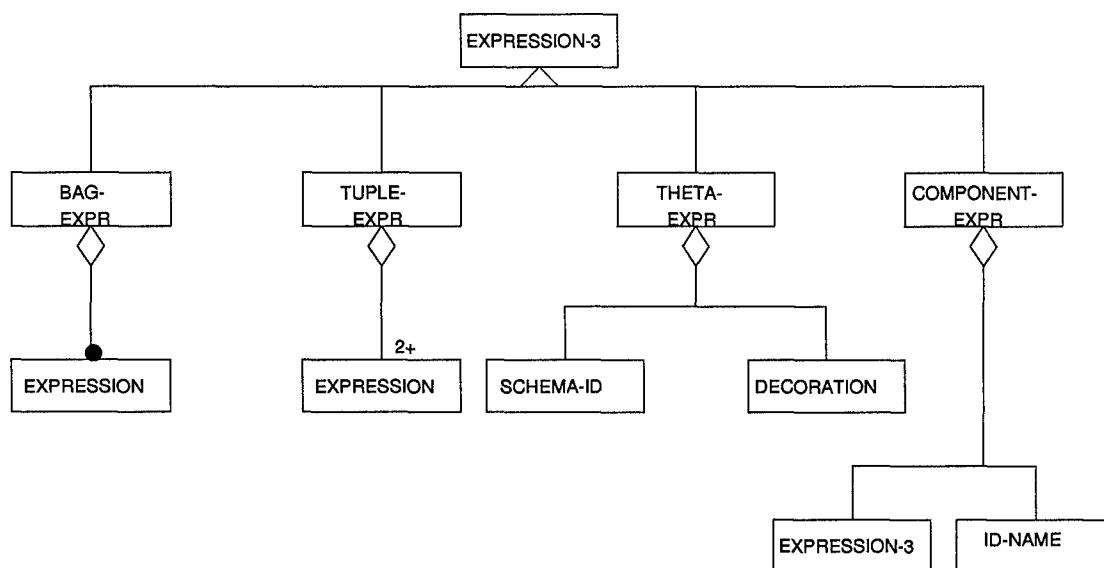 EXPRESSION-3
BAG-
EXPR
TUPLE-
EXPR
THETA-
EXPR
COMPONENT-
EXPR
2+
EXPRESSION
EXPRESSION
SCHEMA-ID
DECORATION
EXPRESSION-3
ID-NAME